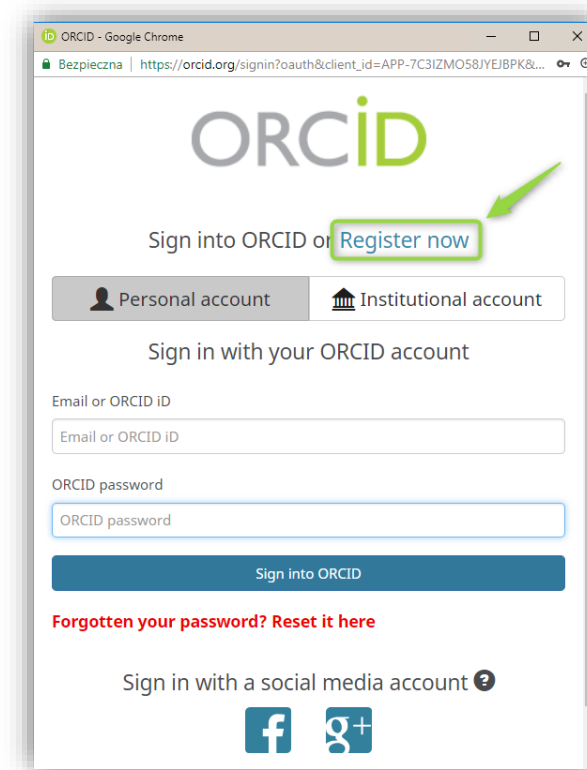 ORCID - Google Chrome
Bezpieczna | https://orcid.org/signin?oauth&client_id=APP-7C3IZMO58JYEJBPK&...
ORCiD
Sign into ORCID or Register now
Personal account Institutional account
Sign in with your ORCID account
Email or ORCID iD
Email or ORCID iD
ORCID password
ORCID password
Sign into ORCID
Forgotten your password? Reset it here
Sign in with a social media account ?
f g+